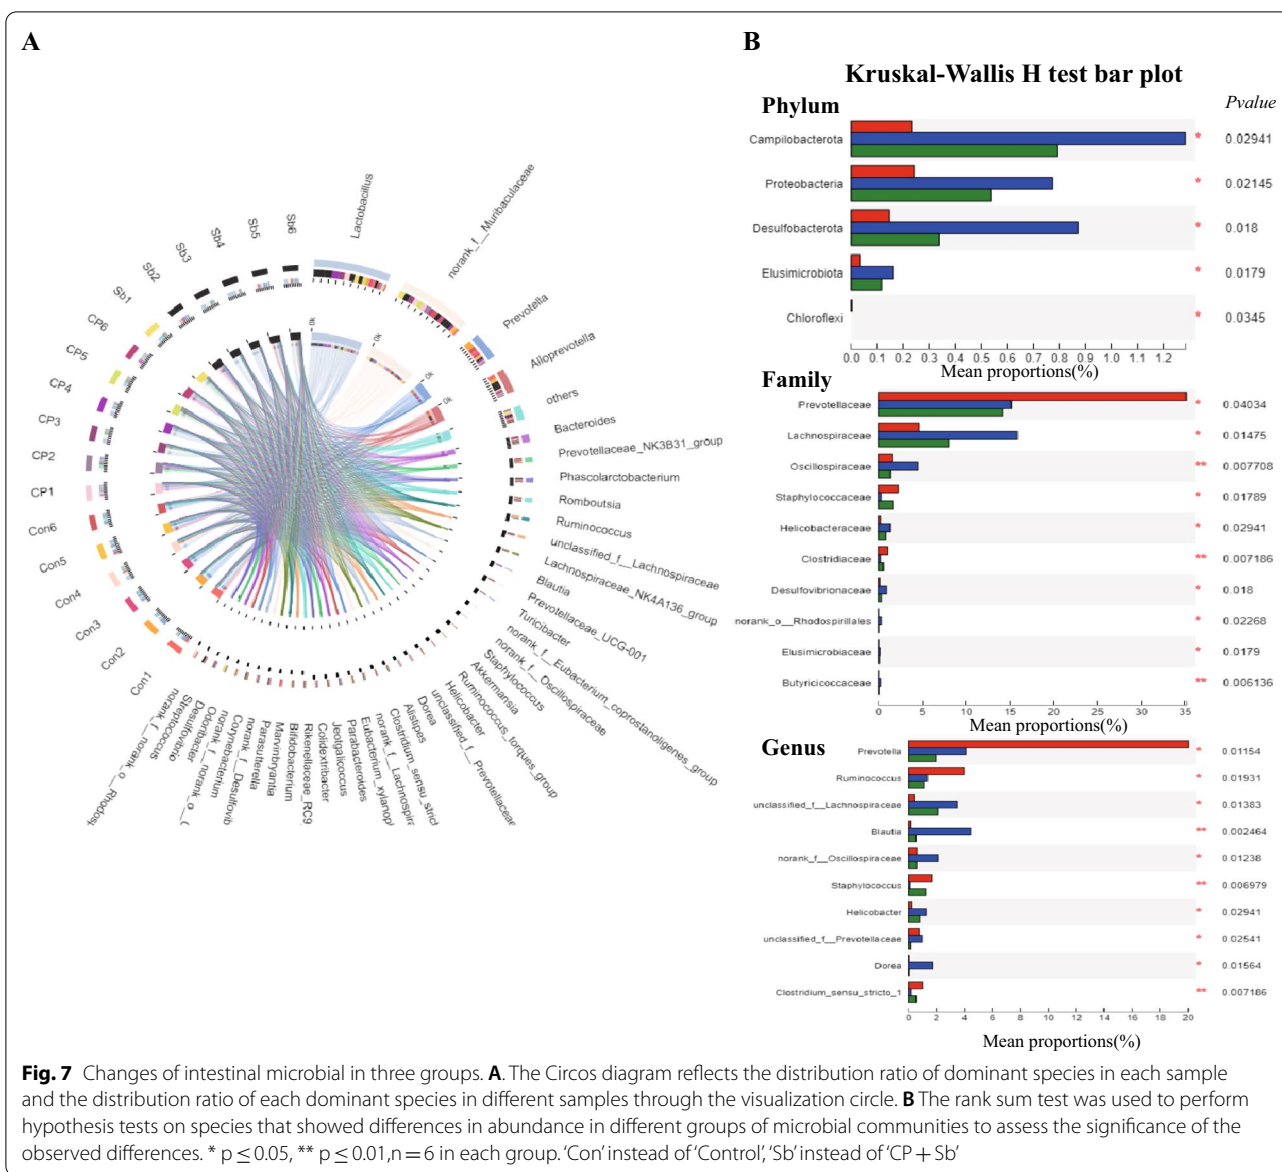 A
Sb6
Sb5
Sb4
Sb3
Sb2
Sb1
CP6
CP5
CP4
CP3
CP2
CP1
Con6
Con5
Con4
Con3
Con2
Con1
Lactobacillus
norank_f__Muribaculaceae
Prevotella
Alloprevotella
others
Bacteroides
Prevotellaceae_NK3B31_group
Phascolarctobacterium
Romboutsia
Ruminococcus
unclassified_f__Lachnospiraceae
Lachnospiraceae_NK4A136_group
Blautia
Prevotellaceae_UCG-001
Turicibacter
norank_f__Eubacterium_coprostanoligenes_group
norank_f__Oscillospiraceae
Staphylococcus
Akkermansia
Ruminococcus_torques_group
Helicobacter
unclassified_f__Prevotellaceae
Dorea
Alistipes
Clostridium_sensu_strict
norank_f__Lachnospira
Eubacterium_xylanop
Parabacteroides
Jeotgalicoccus
Colidextribacter
Rikenellaceae_RC9
Bifidobacterium
Marvinbryantia
Parasutterella
norank_f__Desulfovib
Corynebacterium
norank_f__norank_o__
Odoribacter
Desulfovibrio
Streptococcus
norank_f__norank_o__Rhodos
0k
0k
0k
0k
B
Kruskal-Wallis H test bar plot
Phylum
Pvalue
Campilobacterota * 0.02941
Proteobacteria * 0.02145
Desulfobacterota * 0.018
Elusimicrobiota * 0.0179
Chloroflexi * 0.0345
0.0 0.1 0.2 0.3 0.4 0.5 0.6 0.7 0.8 0.9 1.0 1.1 1.2
Mean proportions(%)
Family
Prevotellaceae * 0.04034
Lachnospiraceae * 0.01475
Oscillospiraceae ** 0.007708
Staphylococcaceae * 0.01789
Helicobacteraceae * 0.02941
Clostridiaceae ** 0.007186
Desulfovibrionaceae * 0.018
norank_o__Rhodospirillales * 0.02268
Elusimicrobiaceae * 0.0179
Butyricicoccaceae ** 0.006136
0 5 10 15 20 25 30 35
Mean proportions(%)
Genus
Prevotella * 0.01154
Ruminococcus * 0.01931
unclassified_f__Lachnospiraceae * 0.01383
Blautia ** 0.002464
norank_f__Oscillospiraceae * 0.01238
Staphylococcus ** 0.006979
Helicobacter * 0.02941
unclassified_f__Prevotellaceae * 0.02541
Dorea * 0.01564
Clostridium_sensu_stricto_1 ** 0.007186
0 2 4 6 8 10 12 14 16 18 20
Mean proportions(%)
Fig. 7 Changes of intestinal microbial in three groups. A. The Circos diagram reflects the distribution ratio of dominant species in each sample
and the distribution ratio of each dominant species in different samples through the visualization circle. B The rank sum test was used to perform
hypothesis tests on species that showed differences in abundance in different groups of microbial communities to assess the significance of the
observed differences. * p ≤ 0.05, ** p ≤ 0.01,n = 6 in each group. 'Con' instead of 'Control', 'Sb' instead of 'CP + Sb'